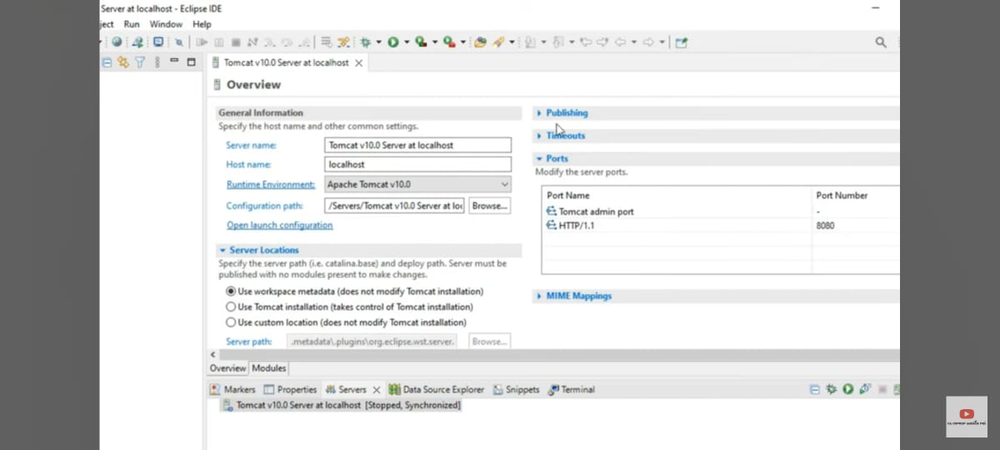 Server at localhost - Eclipse IDE
ject Run Window Help
Tomcat v10.0 Server at localhost
Overview
General Information
Specify the host name and other common settings.
Server name: Tomcat v10.0 Server at localhost
Host name: localhost
Runtime Environment: Apache Tomcat v10.0
Configuration path: /Servers/Tomcat v10.0 Server at lo Browse...
Open launch configuration
Server Locations
Specify the server path (i.e. catalina.base) and deploy path. Server must be
published with no modules present to make changes.
Use workspace metadata (does not modify Tomcat installation)
Use Tomcat installation (takes control of Tomcat installation)
Use custom location (does not modify Tomcat installation)
Server path: .metadata\.plugins\org.eclipse.wst.server. Browse...
Publishing
Timeouts
Ports
Modify the server ports.
Port Name Port Number
Tomcat admin port -
HTTP/1.1 8080
MIME Mappings
Overview Modules
Markers Properties Servers Data Source Explorer Snippets Terminal
Tomcat v10.0 Server at localhost [Stopped, Synchronized]